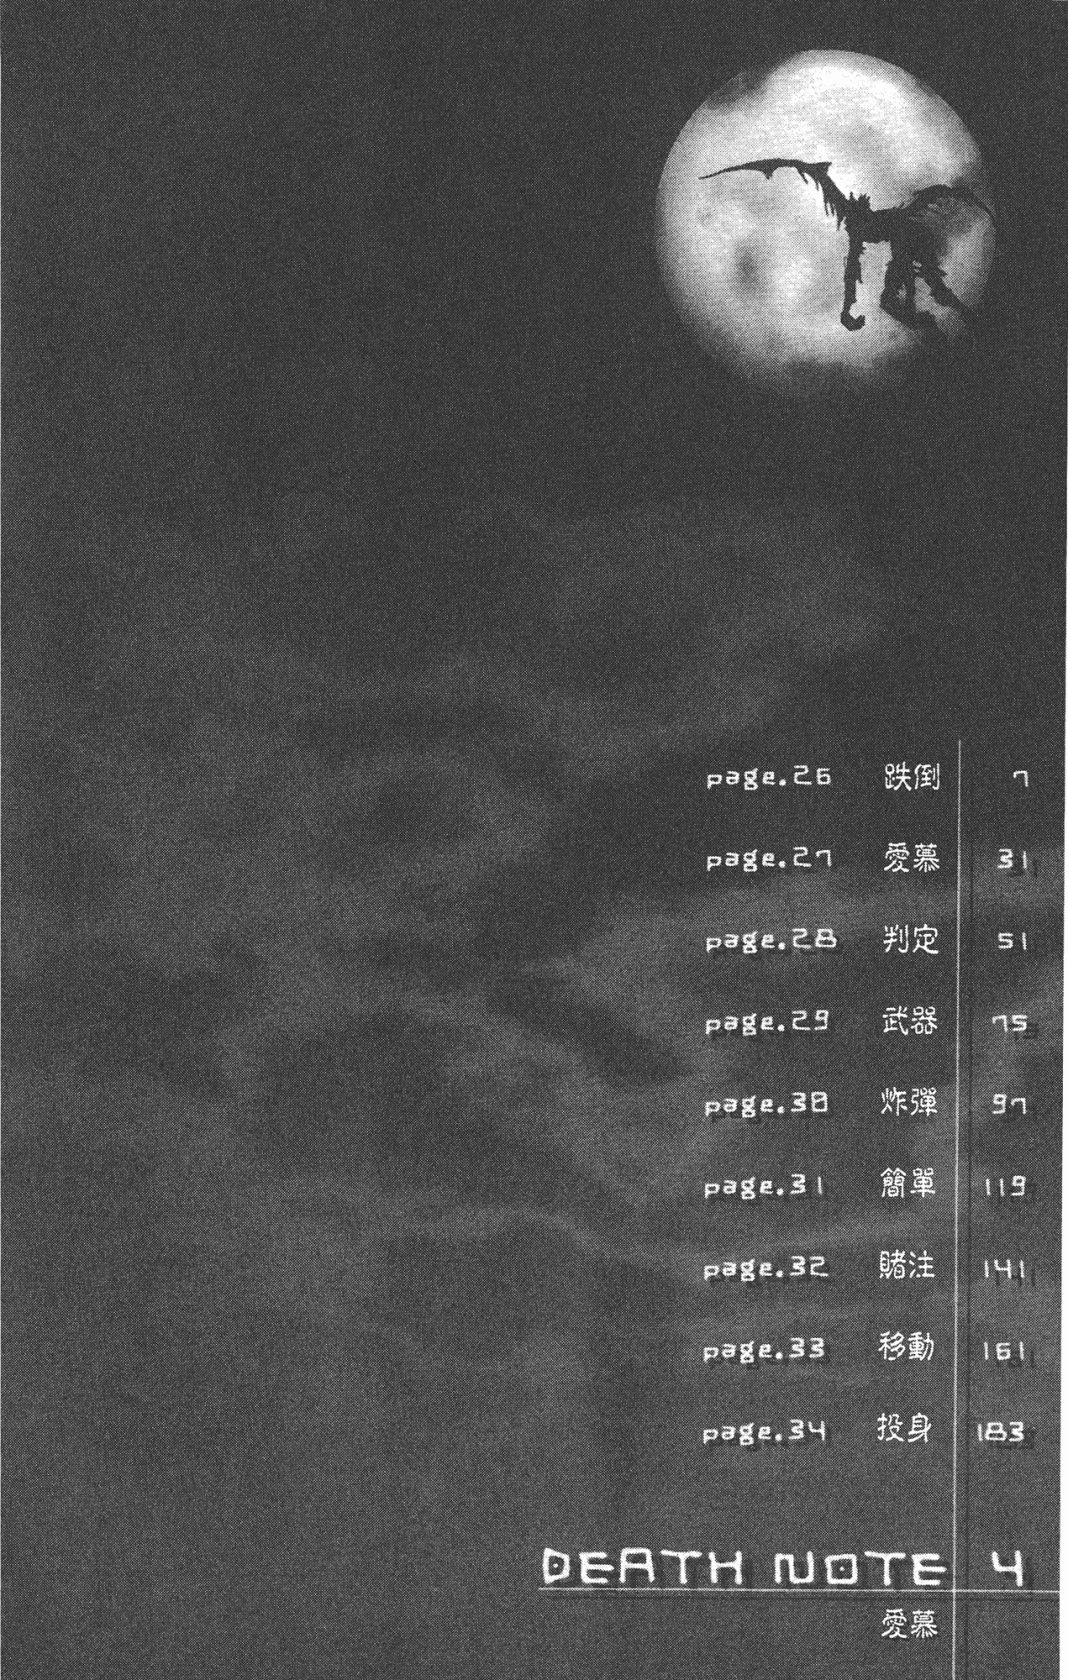 page.26 跌倒 7
page.27 愛慕 31
page.28 判定 51
page.29 武器 75
page.30 炸彈 97
page.31 簡單 119
page.32 賭注 141
page.33 移動 161
page.34 投身 183
DEATH NOTE 4
愛慕